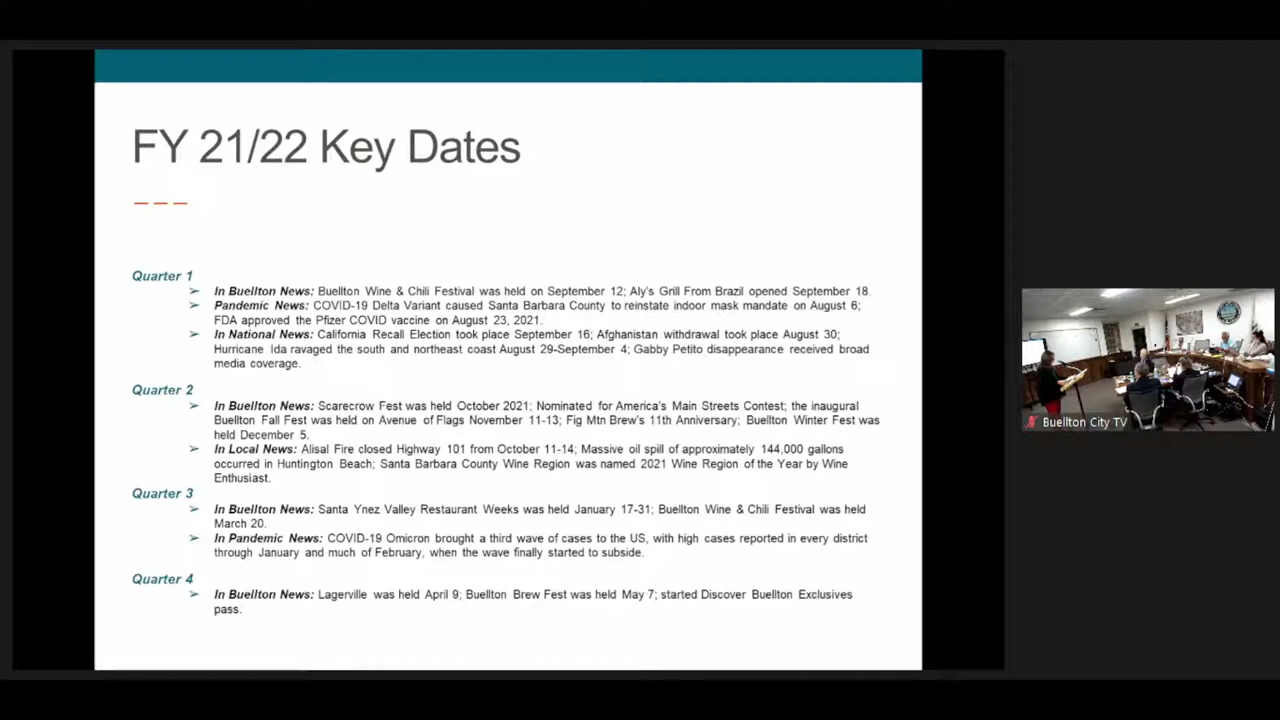 FY 21/22 Key Dates
Quarter 1
➢ In Buellton News: Buellton Wine & Chili Festival was held on September 12; Aly's Grill From Brazil opened September 18.
➢ Pandemic News: COVID-19 Delta Variant caused Santa Barbara County to reinstate indoor mask mandate on August 6;
FDA approved the Pfizer COVID vaccine on August 23, 2021.
➢ In National News: California Recall Election took place September 16; Afghanistan withdrawal took place August 30;
Hurricane Ida ravaged the south and northeast coast August 29-September 4; Gabby Petito disappearance received broad
media coverage.
Quarter 2
➢ In Buellton News: Scarecrow Fest was held October 2021; Nominated for America's Main Streets Contest; the inaugural
Buellton Fall Fest was held on Avenue of Flags November 11-13; Fig Mtn Brew's 11th Anniversary; Buellton Winter Fest was
held December 5.
➢ In Local News: Alisal Fire closed Highway 101 from October 11-14; Massive oil spill of approximately 144,000 gallons
occurred in Huntington Beach; Santa Barbara County Wine Region was named 2021 Wine Region of the Year by Wine
Enthusiast.
Quarter 3
➢ In Buellton News: Santa Ynez Valley Restaurant Weeks was held January 17-31; Buellton Wine & Chili Festival was held
March 20.
➢ In Pandemic News: COVID-19 Omicron brought a third wave of cases to the US, with high cases reported in every district
through January and much of February, when the wave finally started to subside.
Quarter 4
➢ In Buellton News: Lagerville was held April 9; Buellton Brew Fest was held May 7; started Discover Buellton Exclusives
pass.
Buellton City TV